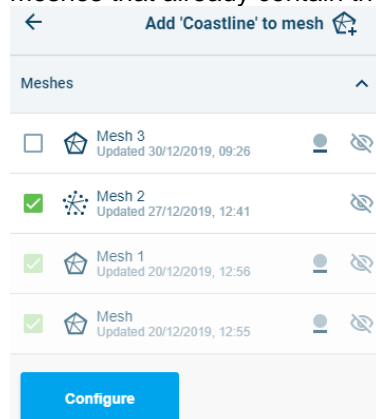 meshes that already contain th
Add 'Coastline' to mesh
Meshes
Mesh 3
Updated 30/12/2019, 09:26
Mesh 2
Updated 27/12/2019, 12:41
Mesh 1
Updated 20/12/2019, 12:56
Mesh
Updated 20/12/2019, 12:55
Configure